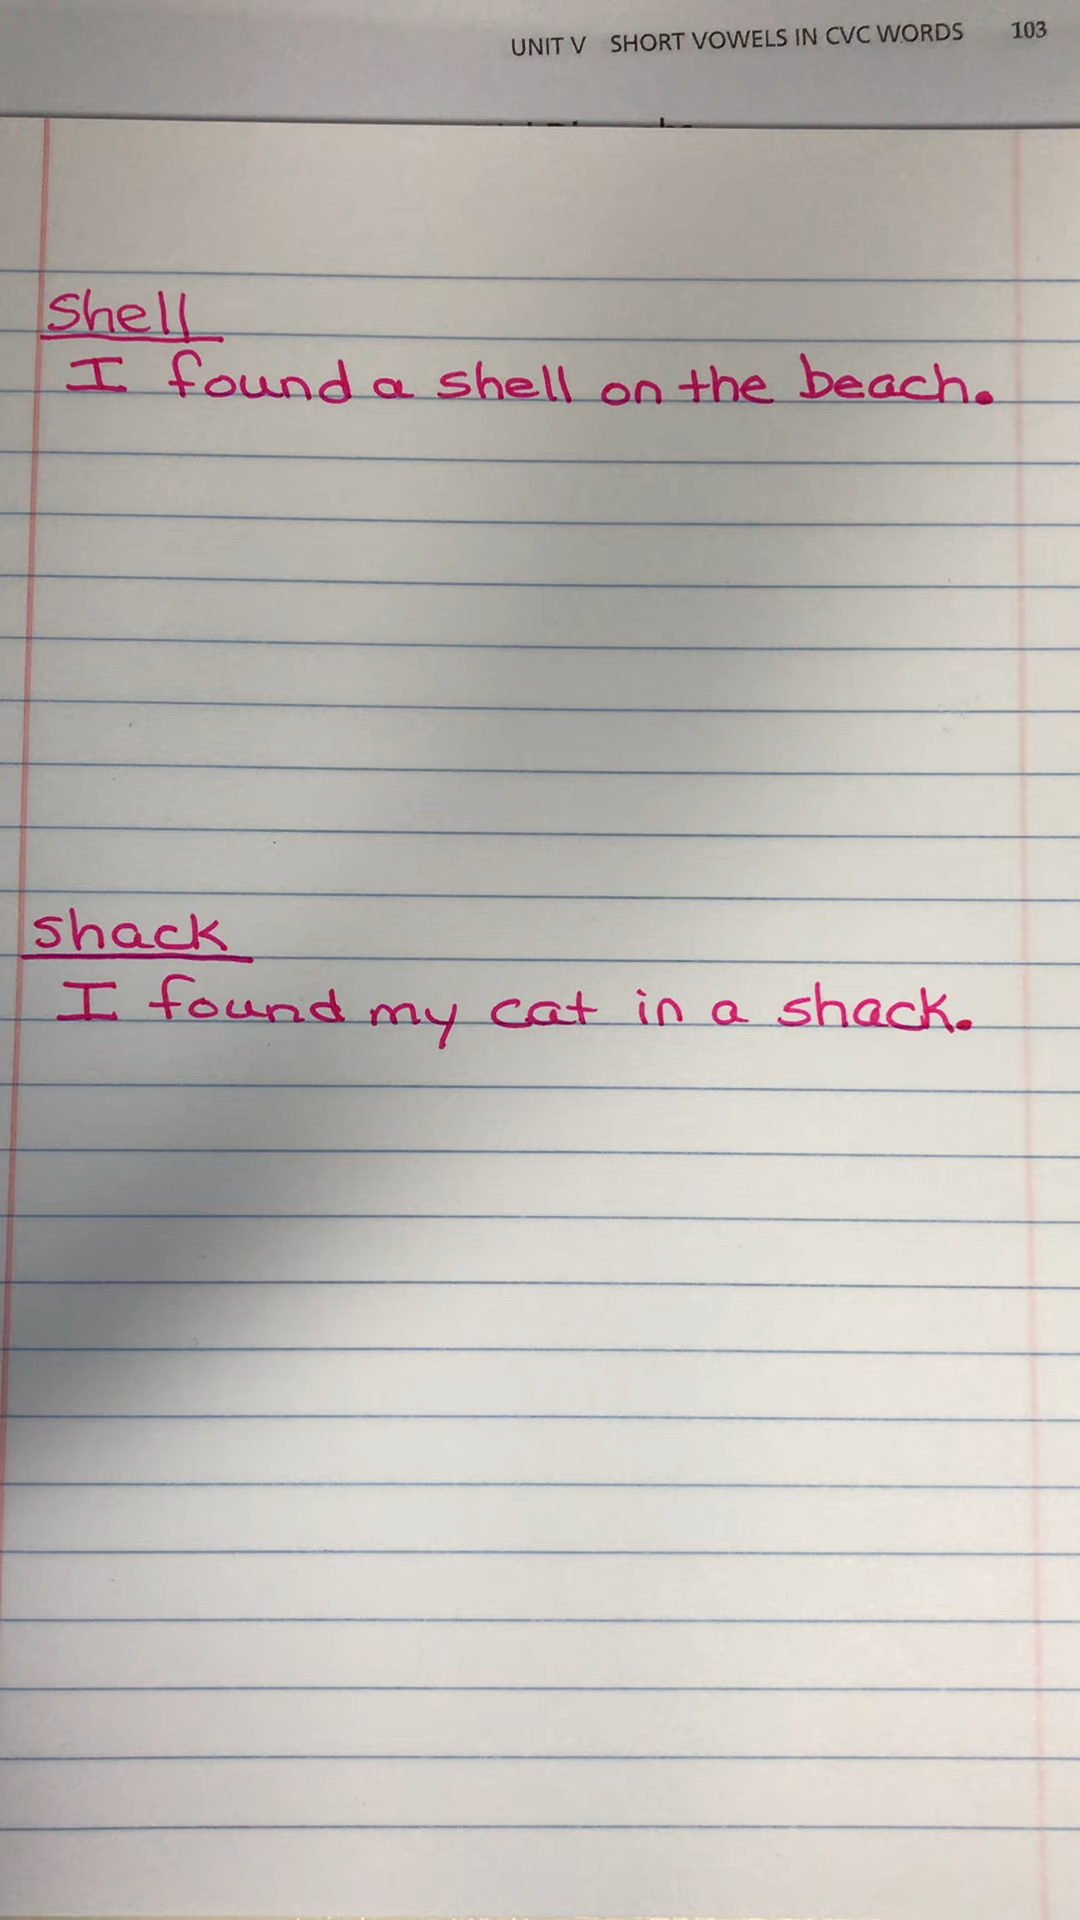 UNIT V SHORT VOWELS IN CVC WORDS 103
shell
I found a shell on the beach.
shack
I found my cat in a shack.